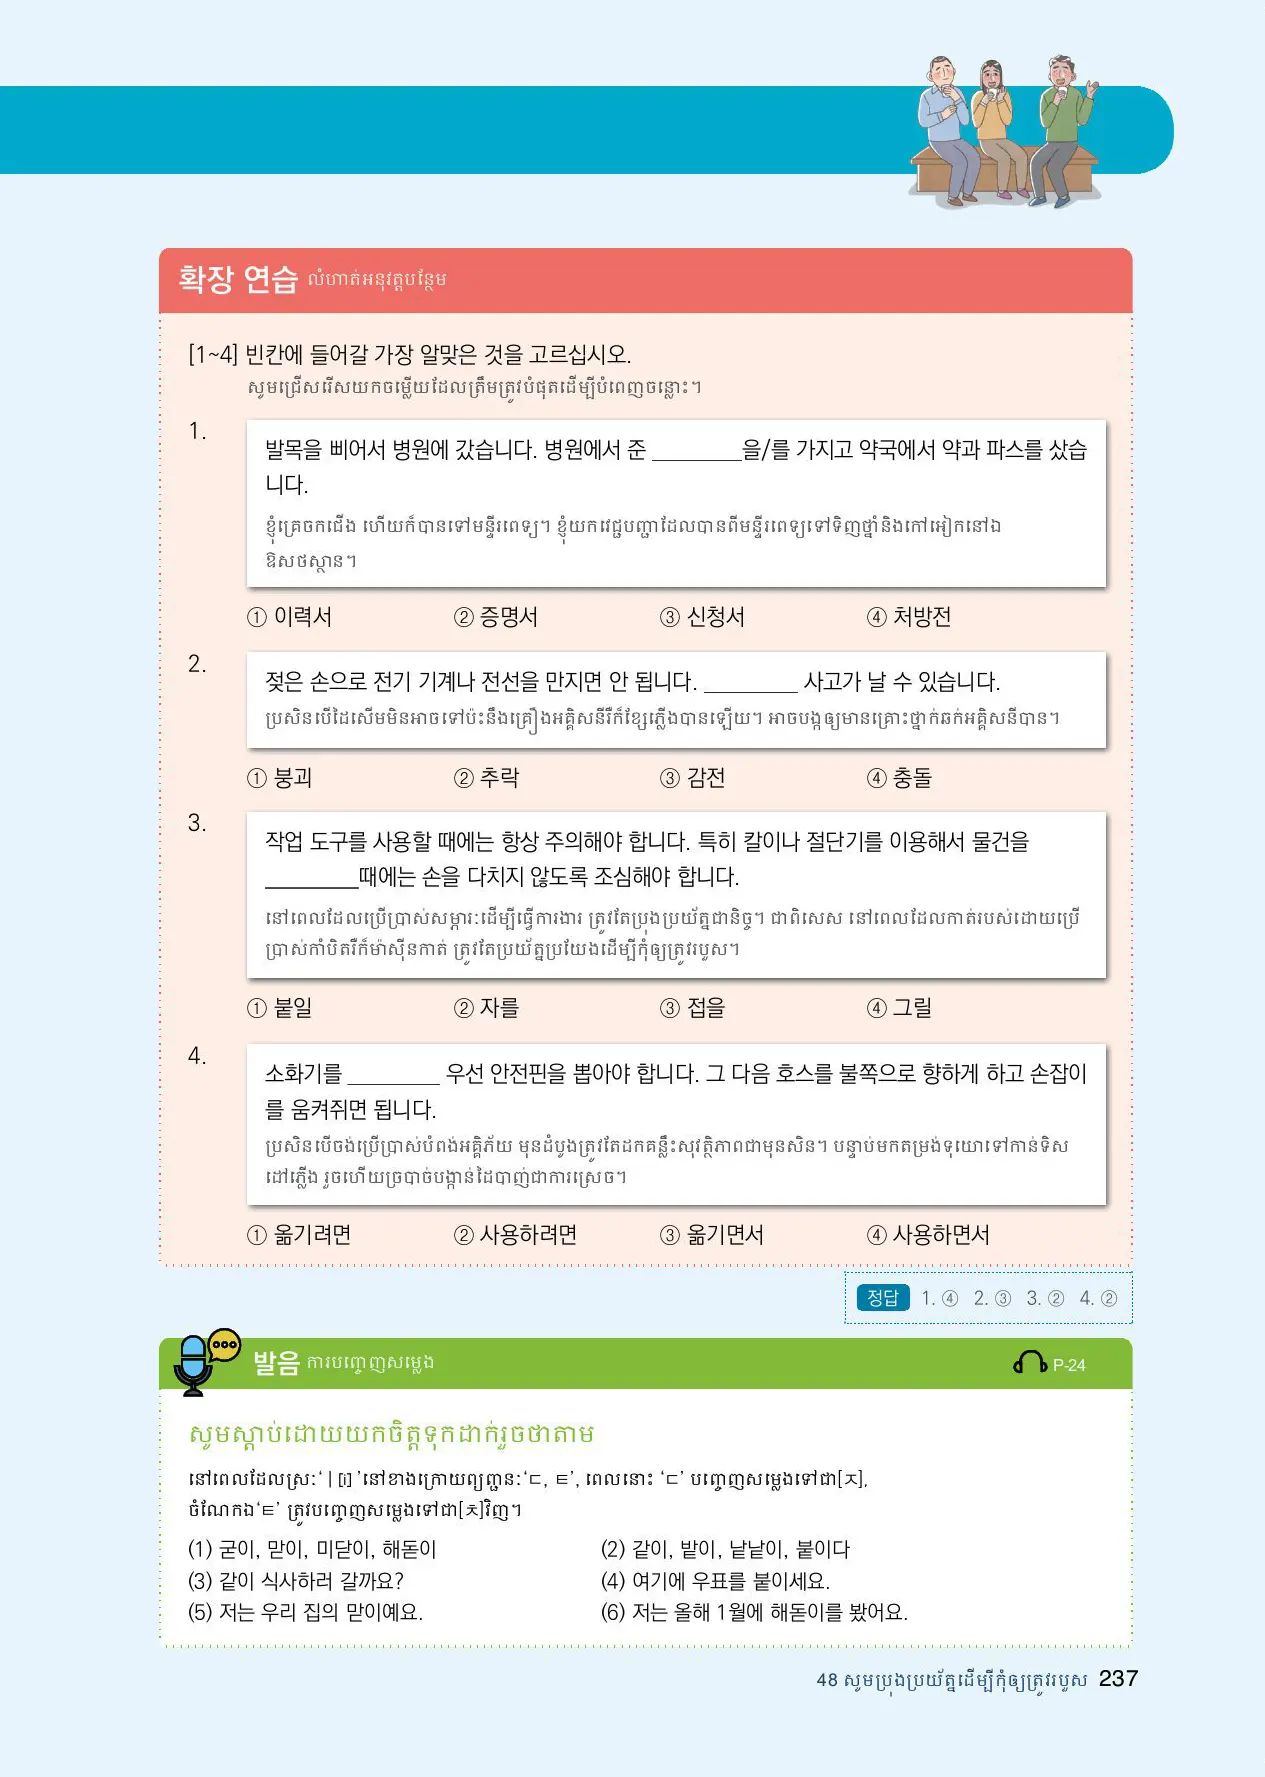 확장 연습 លំហាត់អនុវត្តបន្ថែម
[1~4] 빈칸에 들어갈 가장 알맞은 것을 고르십시오.
សូមជ្រើសរើសយកចម្លើយដែលត្រឹមត្រូវបំផុតដើម្បីបំពេញចន្លោះ។
1.
발목을 삐어서 병원에 갔습니다. 병원에서 준 ________을/를 가지고 약국에서 약과 파스를 샀습
니다.
ខ្ញុំគ្រេចកជើង ហើយក៏បានទៅមន្ទីរពេទ្យ។ ខ្ញុំយកវេជ្ជបញ្ជាដែលបានពីមន្ទីរពេទ្យទៅទិញថ្នាំនិងកៅអៀកនៅឯ
ឱសថស្ថាន។
① 이력서 ② 증명서 ③ 신청서 ④ 처방전
2.
젖은 손으로 전기 기계나 전선을 만지면 안 됩니다. ________ 사고가 날 수 있습니다.
ប្រសិនបើដៃសើមមិនអាចទៅប៉ះនឹងគ្រឿងអគ្គិសនីរឺក៏ខ្សែភ្លើងបានឡើយ។ អាចបង្កឲ្យមានគ្រោះថ្នាក់ឆក់អគ្គិសនីបាន។
① 붕괴 ② 추락 ③ 감전 ④ 충돌
3.
작업 도구를 사용할 때에는 항상 주의해야 합니다. 특히 칼이나 절단기를 이용해서 물건을
________때에는 손을 다치지 않도록 조심해야 합니다.
នៅពេលដែលប្រើប្រាស់សម្ភារៈដើម្បីធ្វើការងារ ត្រូវតែប្រុងប្រយ័ត្នជានិច្ច។ ជាពិសេស នៅពេលដែលកាត់របស់ដោយប្រើ
ប្រាស់កាំបិតរឺក៏ម៉ាស៊ីនកាត់ ត្រូវតែប្រយ័ត្នប្រយែងដើម្បីកុំឲ្យត្រូវរបួស។
① 붙일 ② 자를 ③ 접을 ④ 그릴
4.
소화기를 ________ 우선 안전핀을 뽑아야 합니다. 그 다음 호스를 불쪽으로 향하게 하고 손잡이
를 움켜쥐면 됩니다.
ប្រសិនបើចង់ប្រើប្រាស់បំពង់អគ្គិភ័យ មុនដំបូងត្រូវតែដកគន្លឹះសុវត្ថិភាពជាមុនសិន។ បន្ទាប់មកតម្រង់ទុយោទៅកាន់ទិស
ដៅភ្លើង រួចហើយច្របាច់បង្កាន់ដៃបាញ់ជាការស្រេច។
① 옮기려면 ② 사용하려면 ③ 옮기면서 ④ 사용하면서
정답 1. ④ 2. ③ 3. ② 4. ②
발음 ការបញ្ចេញសម្លេង P-24
សូមស្ដាប់ដោយយកចិត្តទុកដាក់រួចថាតាម
នៅពេលដែលស្រៈ‘ㅣ[i] ’នៅខាងក្រោយព្យញ្ជនៈ‘ㄷ, ㅌ’, ពេលនោះ ‘ㄷ’ បញ្ចេញសម្លេងទៅជា[ㅈ],
ចំណែកឯ‘ㅌ’ ត្រូវបញ្ចេញសម្លេងទៅជា[ㅊ]វិញ។
(1) 굳이, 맏이, 미닫이, 해돋이 (2) 같이, 밭이, 낱낱이, 붙이다
(3) 같이 식사하러 갈까요? (4) 여기에 우표를 붙이세요.
(5) 저는 우리 집의 맏이예요. (6) 저는 올해 1월에 해돋이를 봤어요.
48 សូមប្រុងប្រយ័ត្នដើម្បីកុំឲ្យត្រូវរបួស 237